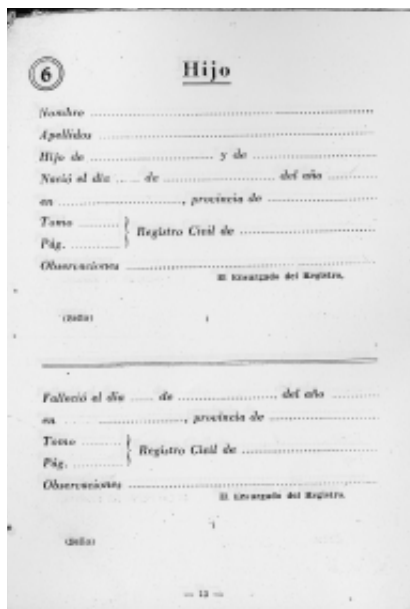 6
Hijo
Nombre
Apellidos
Hijo de ........ y de ........
Nació el día ...... de ........ del año ........
en ........, provincia de ........
Tomo ........
Pág. ........ } Registro Civil de ........
Observaciones ........
El Encargado del Registro,
(Sello)
Falleció el día ...... de ........ del año ........
en ........, provincia de ........
Tomo ........
Pág. ........ } Registro Civil de ........
Observaciones ........
El Encargado del Registro,
(Sello)
— 13 —